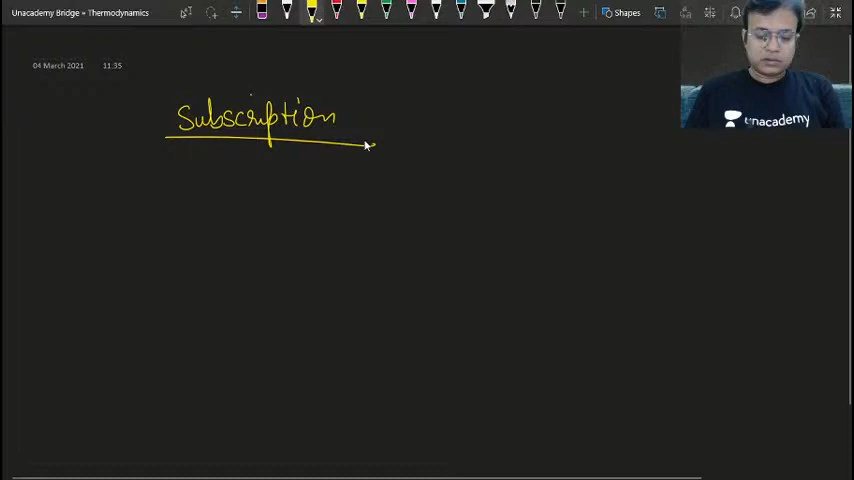 Unacademy Bridge = Thermodynamics
Shapes
04 March 2021 11:35
Subscription
unacademy